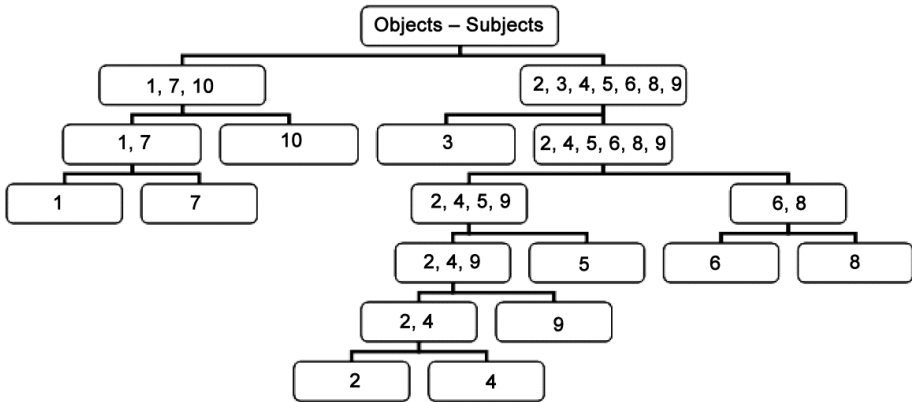 Objects – Subjects
1, 7, 10
2, 3, 4, 5, 6, 8, 9
1, 7
10
3
2, 4, 5, 6, 8, 9
1
7
2, 4, 5, 9
6, 8
2, 4, 9
5
6
8
2, 4
9
2
4